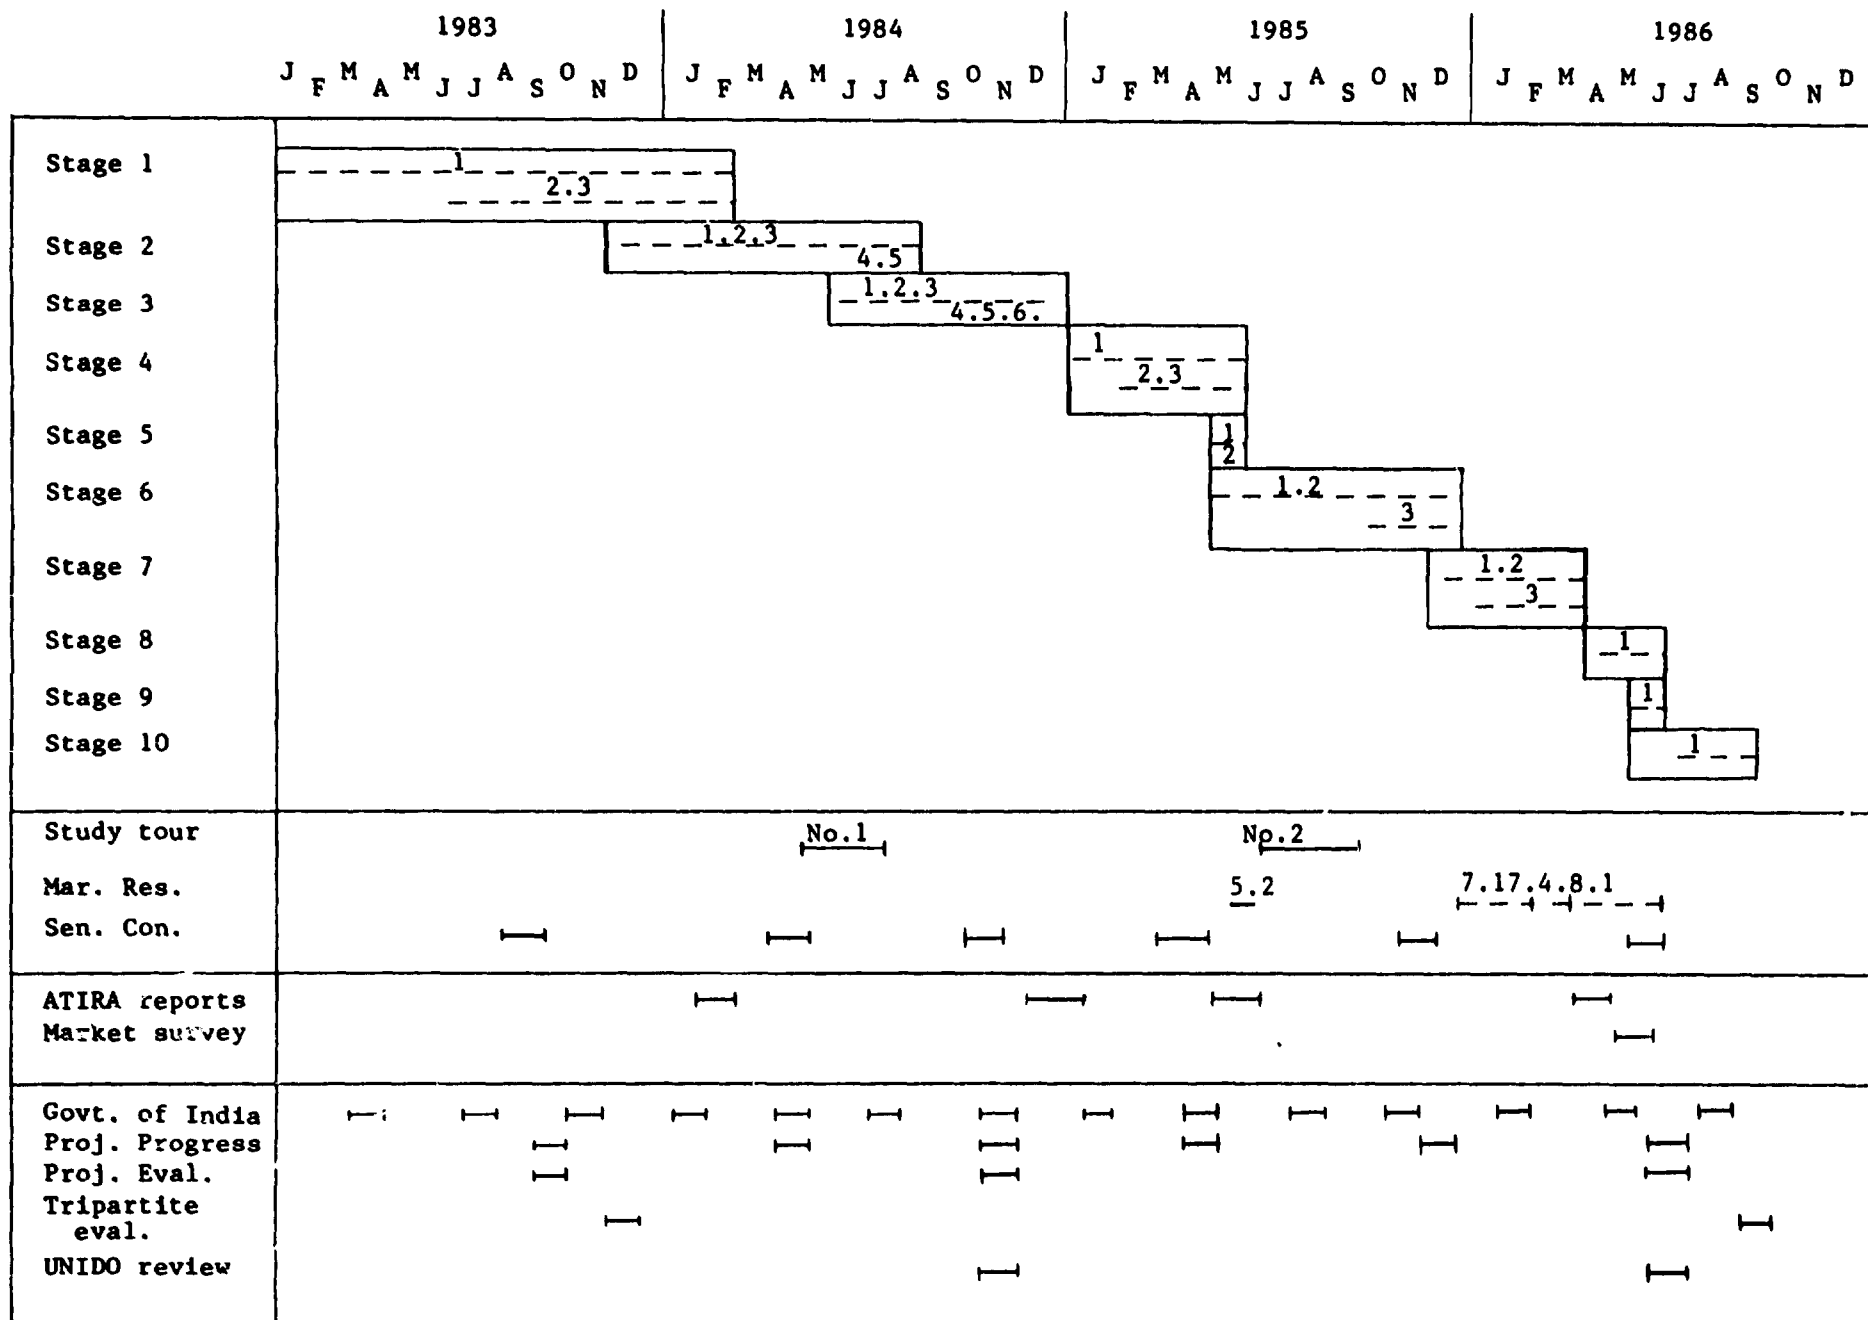 1983 1984 1985 1986
J F M A M J J A S O N D J F M A M J J A S O N D J F M A M J J A S O N D J F M A M J J A S O N D
Stage 1 1
2.3
Stage 2 1.2.3
4.5
Stage 3 1.2.3
4.5.6.
Stage 4 1
2.3
Stage 5 1
2
Stage 6 1.2
3
Stage 7 1.2
3
Stage 8 1
Stage 9 1
Stage 10 1
Study tour No.1 No.2
Mar. Res. 5.2 7.17.4.8.1
Sen. Con.
ATIRA reports
Market survey
Govt. of India
Proj. Progress
Proj. Eval.
Tripartite
eval.
UNIDO review